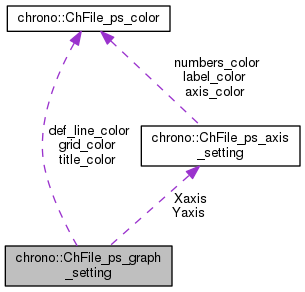 chrono::ChFile_ps_color
numbers_color
label_color
axis_color
def_line_color
grid_color
title_color
chrono::ChFile_ps_axis
_setting
Xaxis
Yaxis
chrono::ChFile_ps_graph
_setting